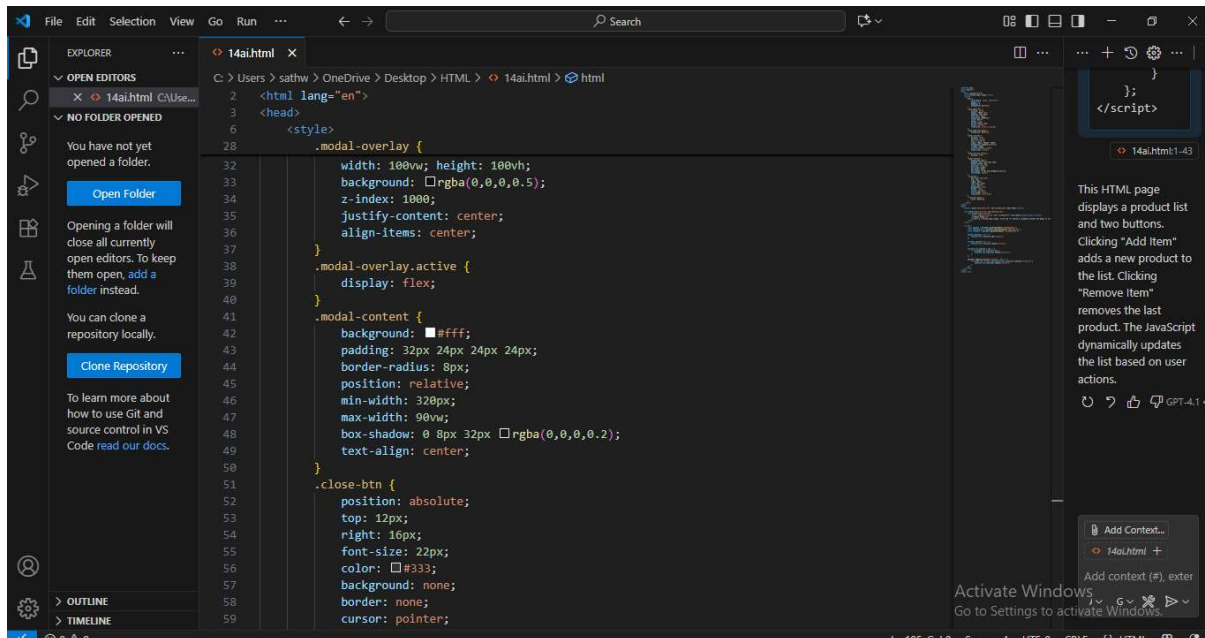 File Edit Selection View Go Run ···
Search
EXPLORER ···
OPEN EDITORS
14ai.html C:\Use...
NO FOLDER OPENED
You have not yet
opened a folder.
Open Folder
Opening a folder will
close all currently
open editors. To keep
them open, add a
folder instead.
You can clone a
repository locally.
Clone Repository
To learn more about
how to use Git and
source control in VS
Code read our docs.
OUTLINE
TIMELINE
14ai.html
C: > Users > sathw > OneDrive > Desktop > HTML > 14ai.html > html
2 <html lang="en">
3 <head>
6 <style>
28 .modal-overlay {
32 width: 100vw; height: 100vh;
33 background: rgba(0,0,0,0.5);
34 z-index: 1000;
35 justify-content: center;
36 align-items: center;
37 }
38 .modal-overlay.active {
39 display: flex;
40 }
41 .modal-content {
42 background: #fff;
43 padding: 32px 24px 24px 24px;
44 border-radius: 8px;
45 position: relative;
46 min-width: 320px;
47 max-width: 90vw;
48 box-shadow: 0 8px 32px rgba(0,0,0,0.2);
49 text-align: center;
50 }
51 .close-btn {
52 position: absolute;
53 top: 12px;
54 right: 16px;
55 font-size: 22px;
56 color: #333;
57 background: none;
58 border: none;
59 cursor: pointer;
}
};
</script>
14ai.html:1-43
This HTML page
displays a product list
and two buttons.
Clicking "Add Item"
adds a new product to
the list. Clicking
"Remove Item"
removes the last
product. The JavaScript
dynamically updates
the list based on user
actions.
GPT-4.1
Add Context...
14ai.html +
Add context (#), exter
Activate Windows
Go to Settings to activate Windows.